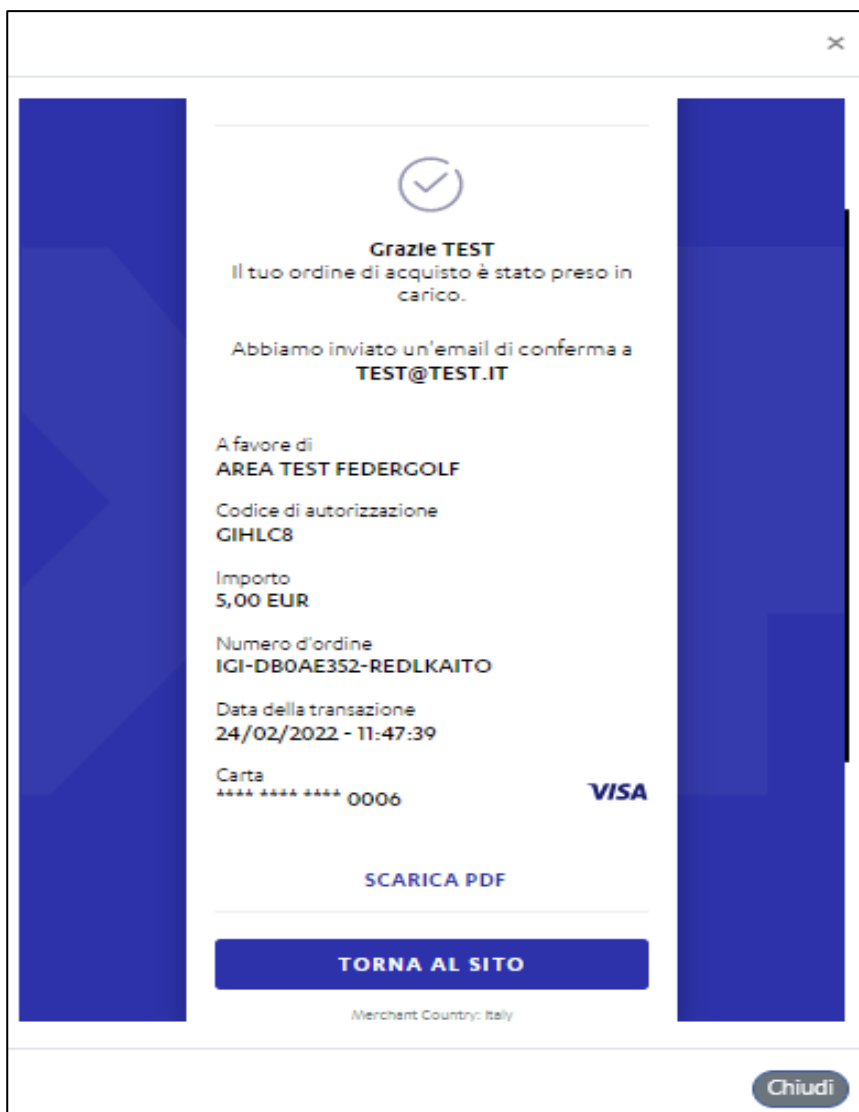 ×
Grazie TEST
Il tuo ordine di acquisto è stato preso in
carico.
Abbiamo inviato un'email di conferma a
TEST@TEST.IT
A favore di
AREA TEST FEDERGOLF
Codice di autorizzazione
GIHLC8
Importo
5,00 EUR
Numero d'ordine
IGI-DB0AE352-REDLKAITO
Data della transazione
24/02/2022 - 11:47:39
Carta
**** **** **** 0006 VISA
SCARICA PDF
TORNA AL SITO
Merchant Country: Italy
Chiudi